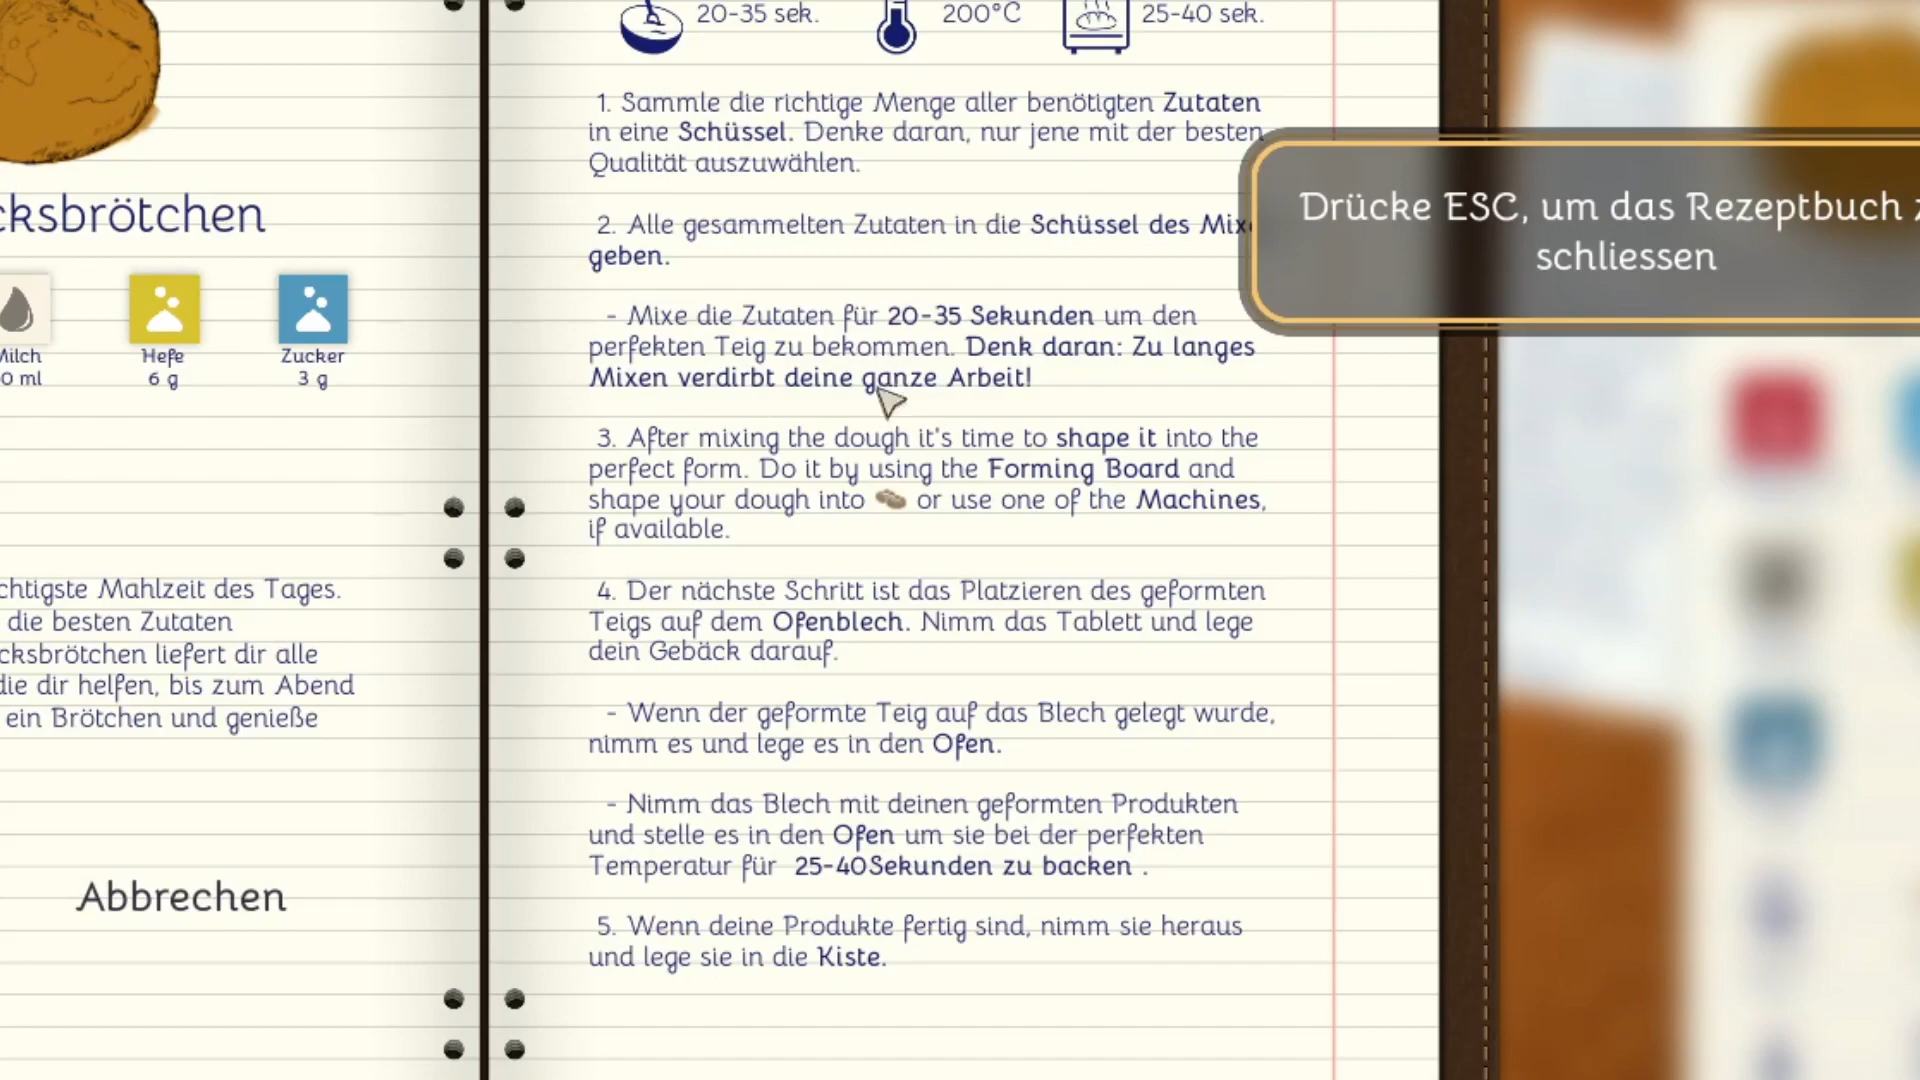 cksbrötchen
Milch
0 ml
Hefe
6 g
Zucker
3 g
chtigste Mahlzeit des Tages.
die besten Zutaten
cksbrötchen liefert dir alle
die dir helfen, bis zum Abend
ein Brötchen und genieße
Abbrechen
20-35 sek.
200°C
25-40 sek.
1. Sammle die richtige Menge aller benötigten Zutaten
in eine Schüssel. Denke daran, nur jene mit der besten
Qualität auszuwählen.
2. Alle gesammelten Zutaten in die Schüssel des Mixe
geben.
- Mixe die Zutaten für 20-35 Sekunden um den
perfekten Teig zu bekommen. Denk daran: Zu langes
Mixen verdirbt deine ganze Arbeit!
3. After mixing the dough it's time to shape it into the
perfect form. Do it by using the Forming Board and
shape your dough into or use one of the Machines,
if available.
4. Der nächste Schritt ist das Platzieren des geformten
Teigs auf dem Ofenblech. Nimm das Tablett und lege
dein Gebäck darauf.
- Wenn der geformte Teig auf das Blech gelegt wurde,
nimm es und lege es in den Ofen.
- Nimm das Blech mit deinen geformten Produkten
und stelle es in den Ofen um sie bei der perfekten
Temperatur für 25-40Sekunden zu backen .
5. Wenn deine Produkte fertig sind, nimm sie heraus
und lege sie in die Kiste.
Drücke ESC, um das Rezeptbuch z
schliessen